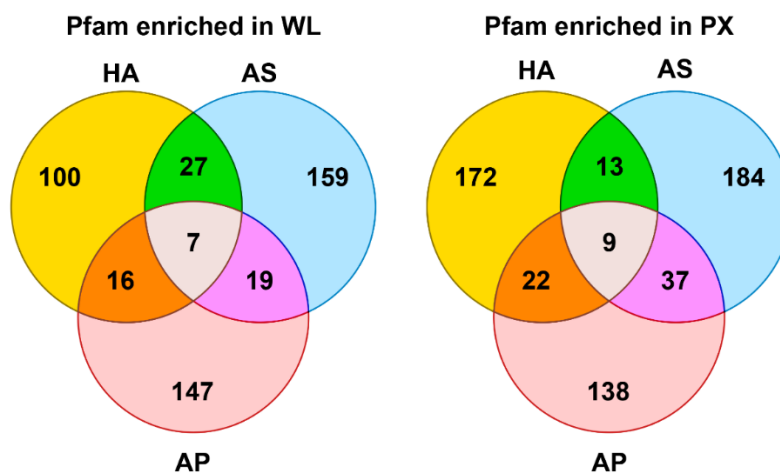 Pfam enriched in WL
HA
AS
100
27
159
7
16
19
147
AP
Pfam enriched in PX
HA
AS
172
13
184
9
22
37
138
AP